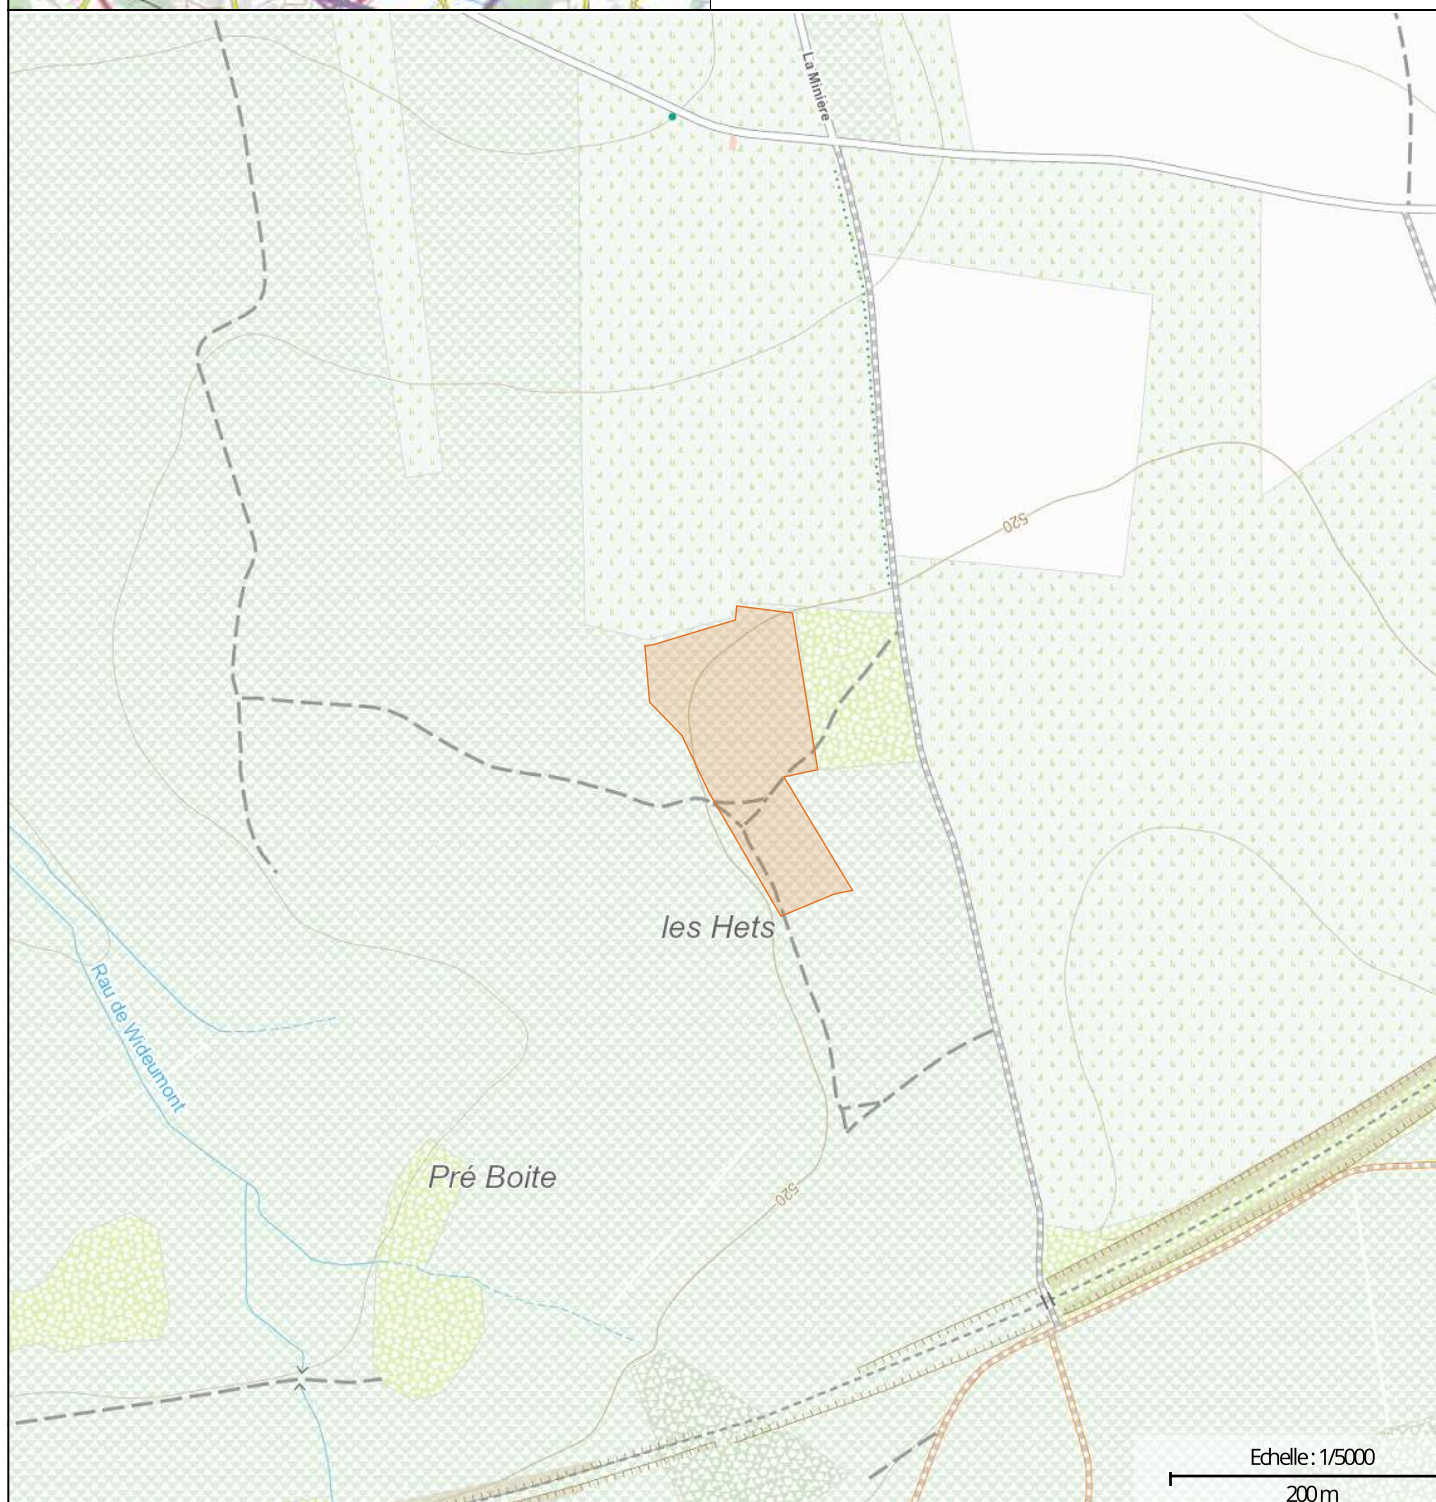 La Minière
520
les Hets
Rau de Wideumont
Pré Boite
520
Echelle : 1/5000
200 m